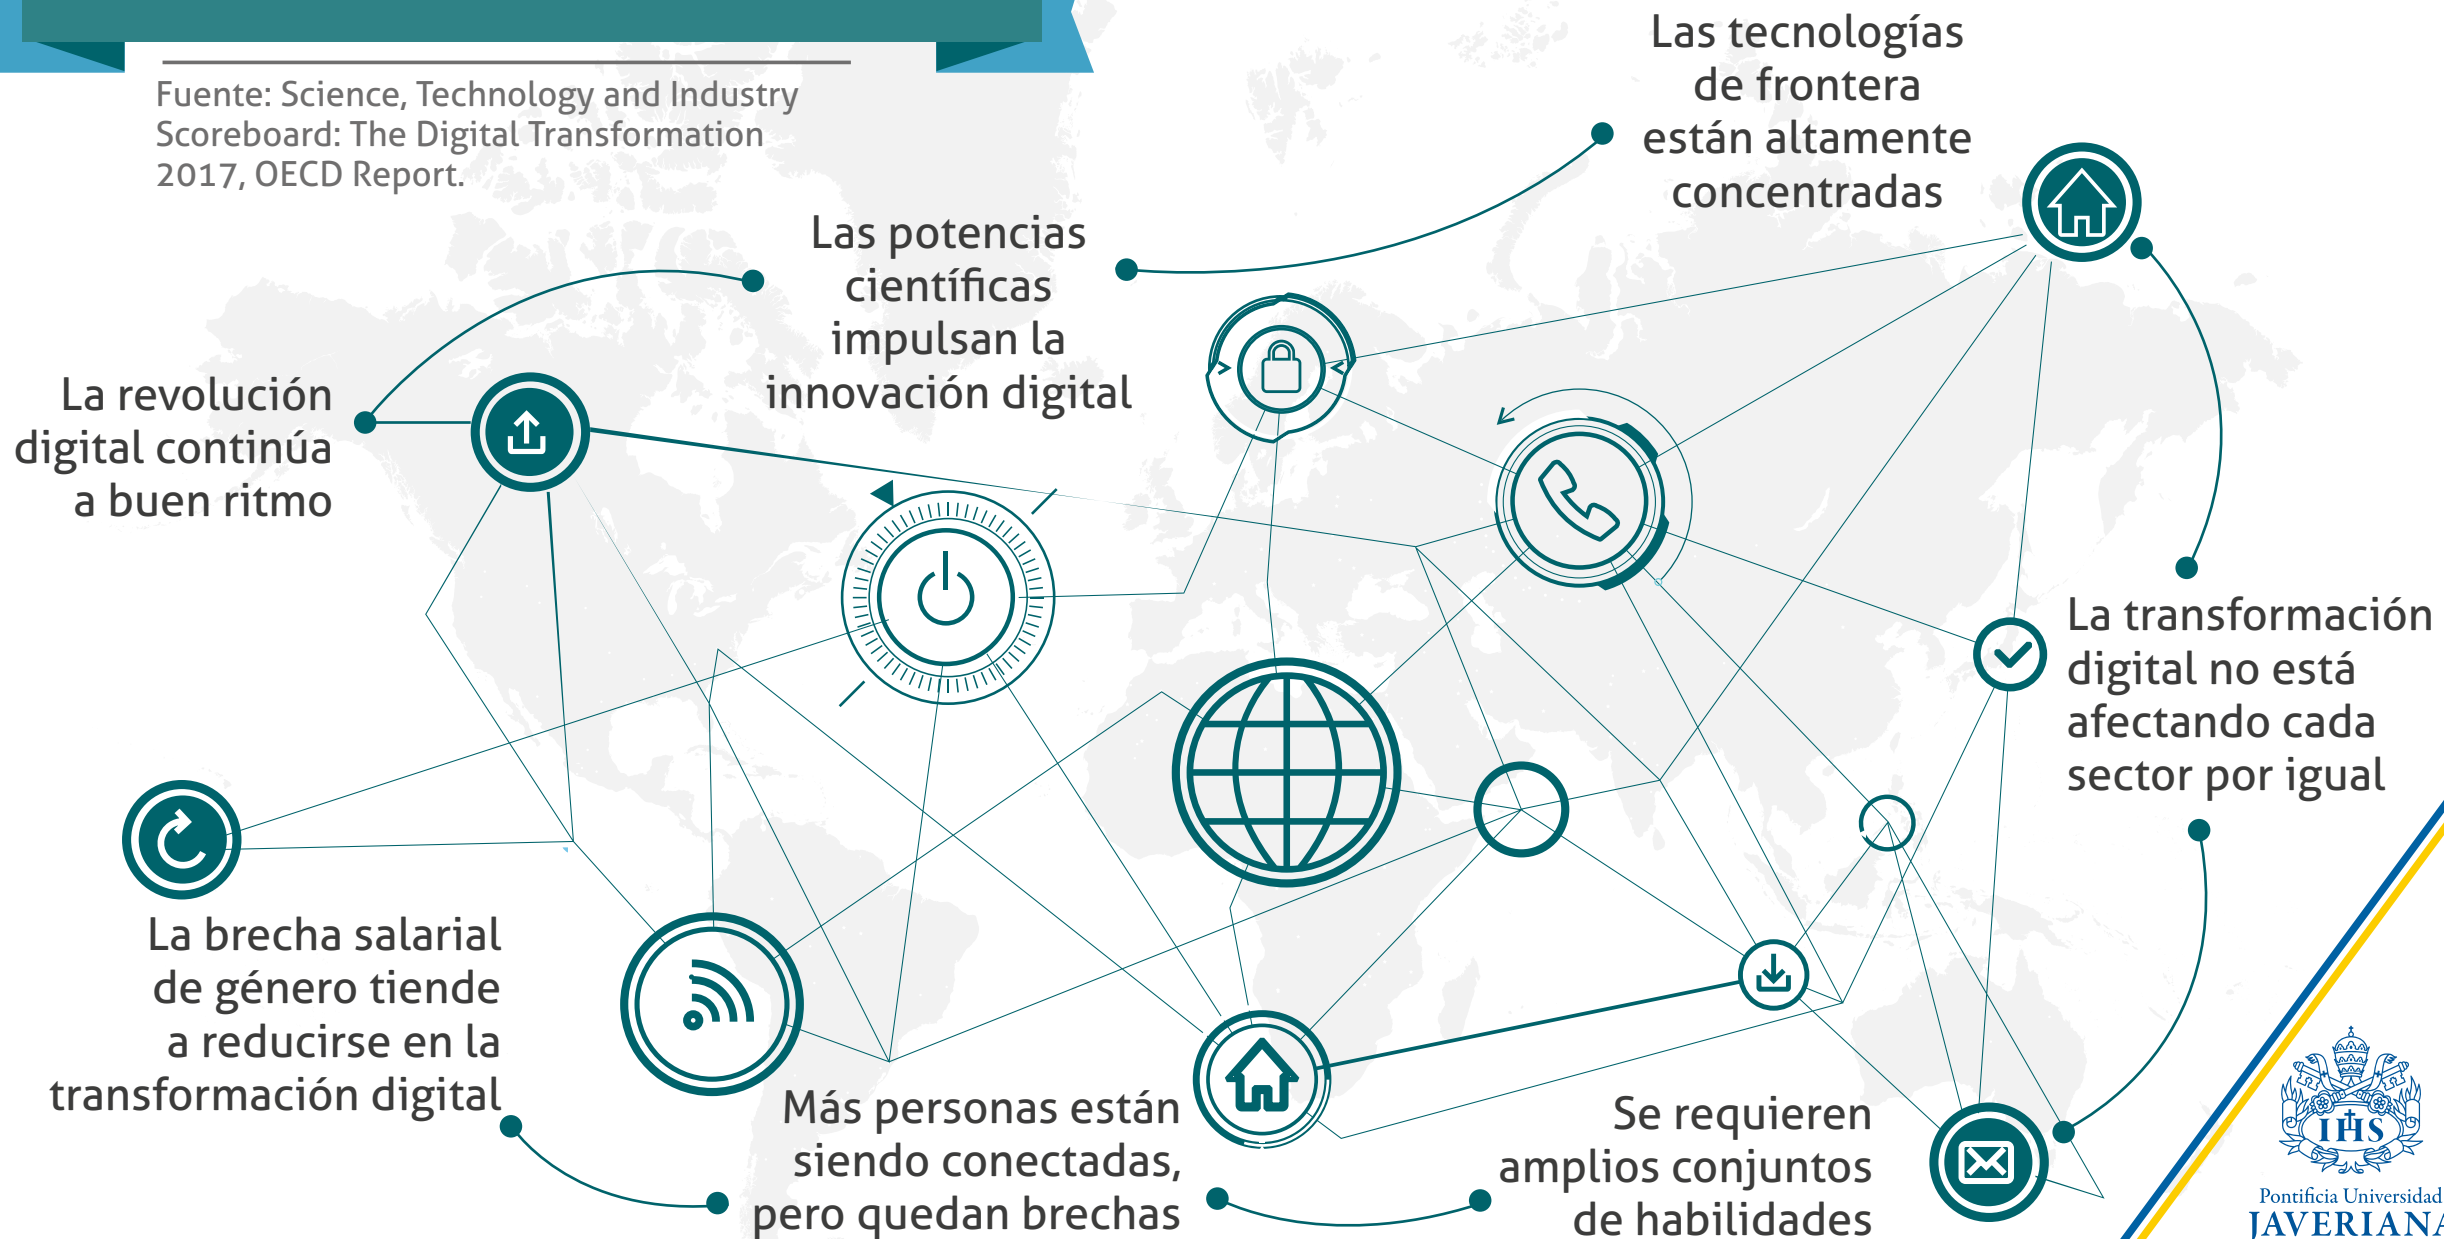 Fuente: Science, Technology and Industry
Scoreboard: The Digital Transformation
2017, OECD Report.
La revolución
digital continúa
a buen ritmo
Las potencias
científicas
impulsan la
innovación digital
Las tecnologías
de frontera
están altamente
concentradas
La transformación
digital no está
afectando cada
sector por igual
Se requieren
amplios conjuntos
de habilidades
Más personas están
siendo conectadas,
pero quedan brechas
La brecha salarial
de género tiende
a reducirse en la
transformación digital
IHS
Pontificia Universidad
JAVERIANA